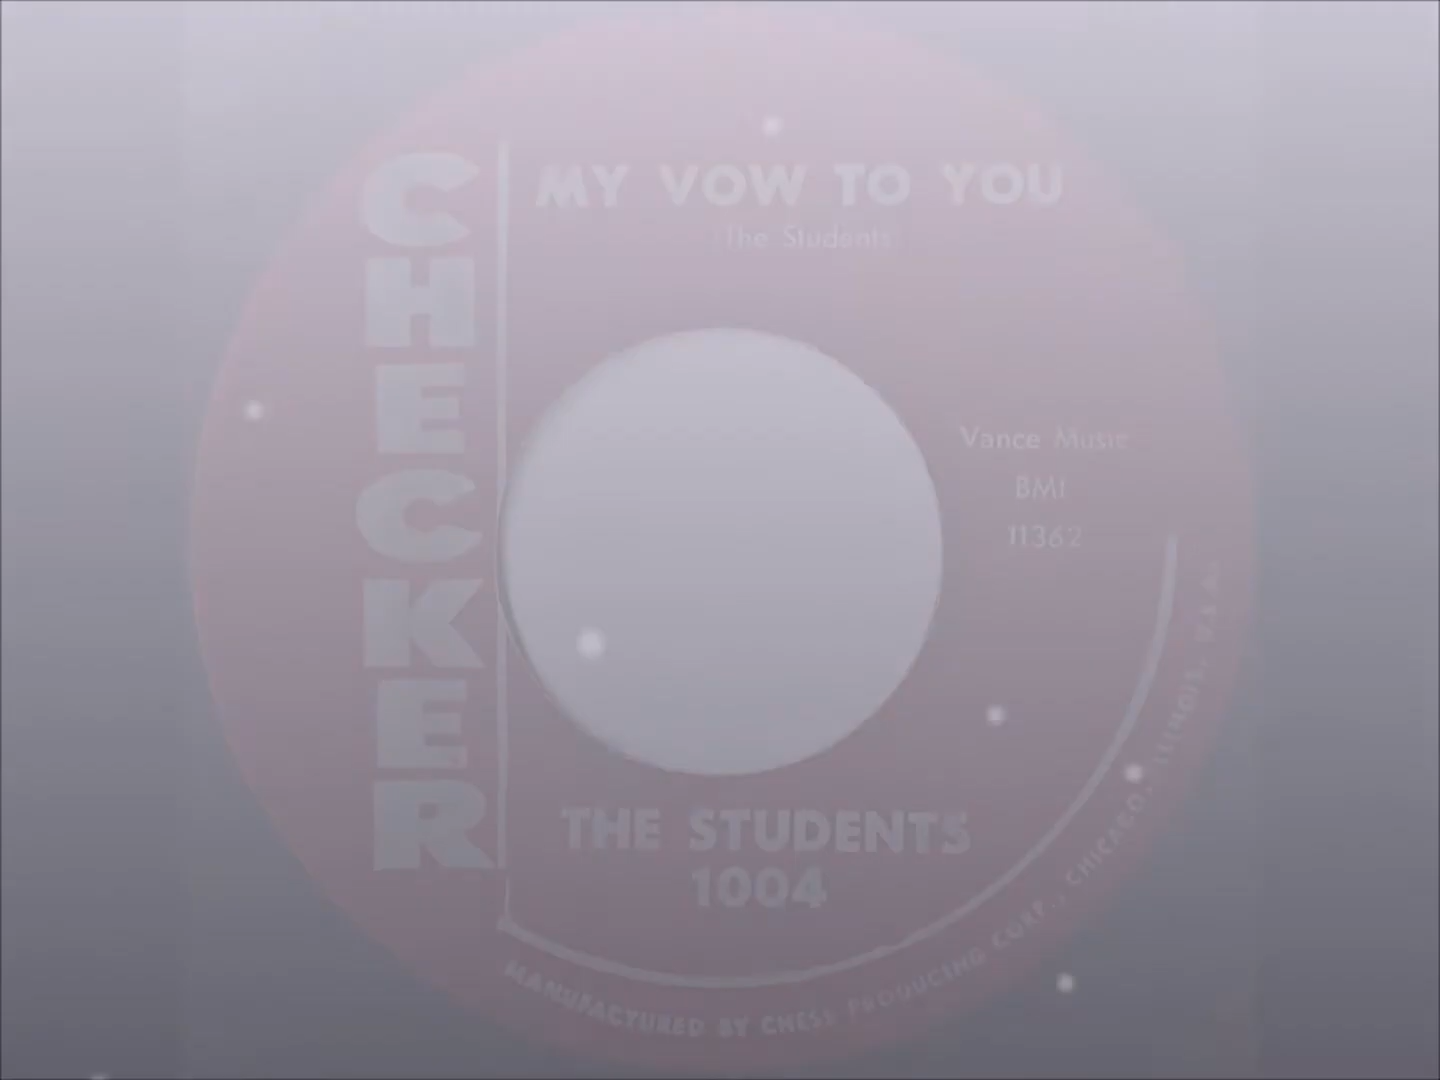 CHECKER
MY VOW TO YOU
The Students
Vance Music
BMI
11362
THE STUDENTS
1004
MANUFACTURED BY CHESS PRODUCING CORP., CHICAGO, ILLINOIS, U.S.A.